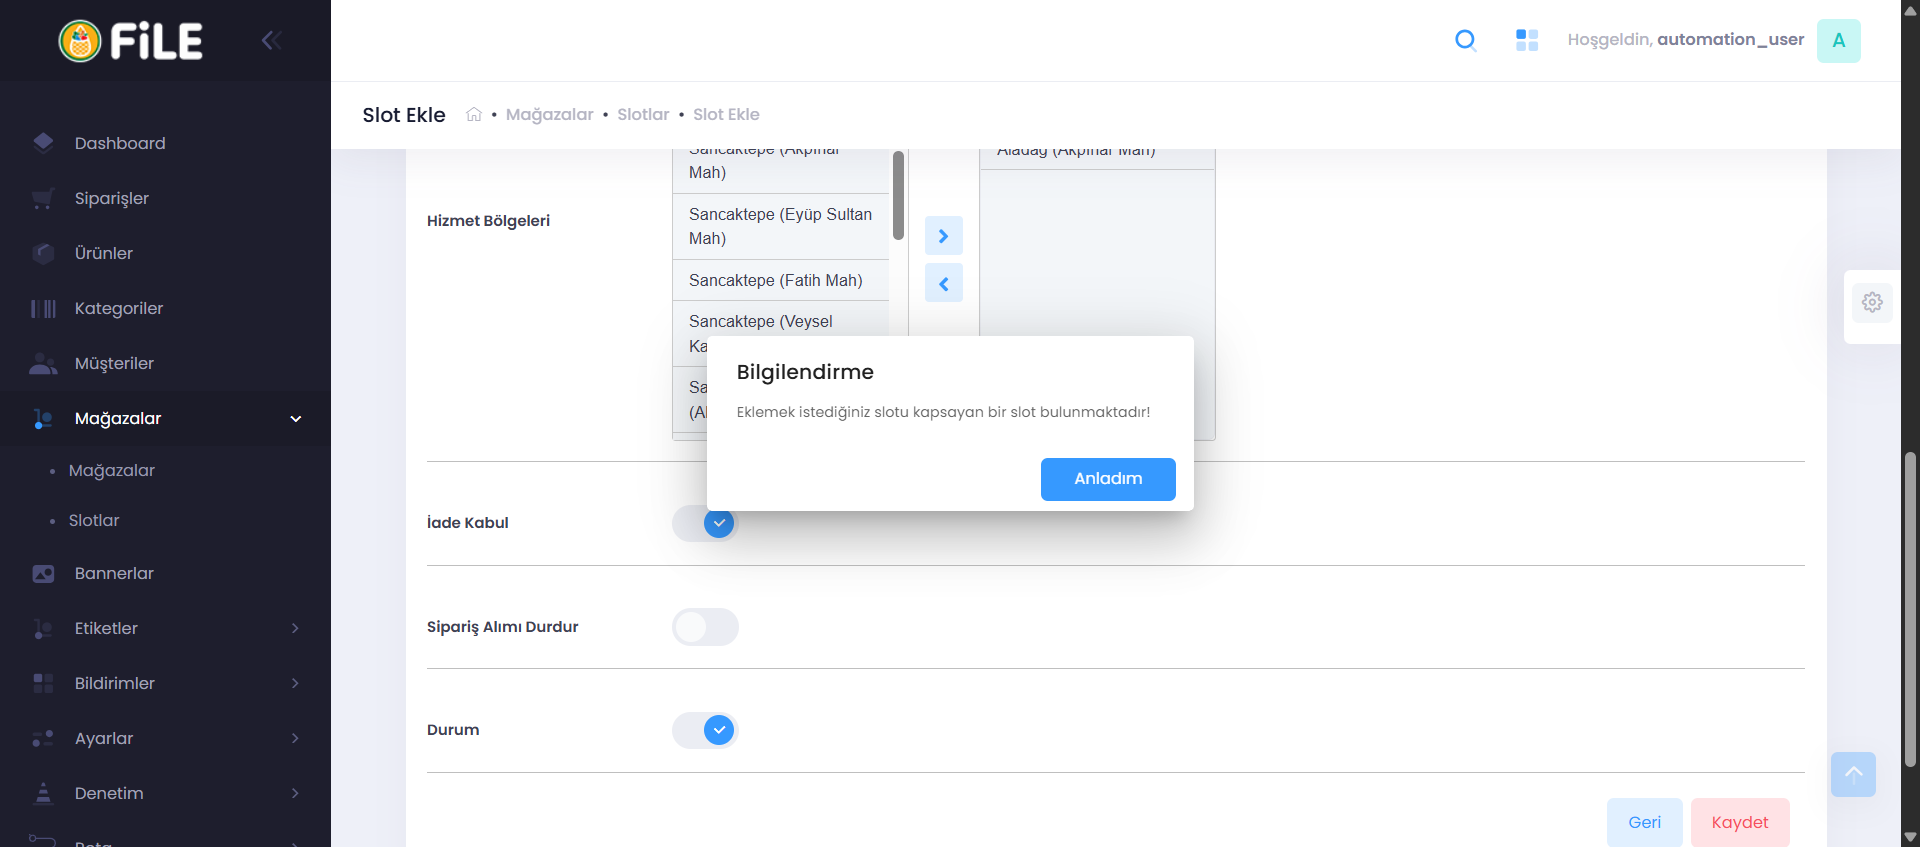 FiLE
Hoşgeldin, automation_user
A
Slot Ekle
• Mağazalar • Slotlar • Slot Ekle
Dashboard
Siparişler
Ürünler
Kategoriler
Müşteriler
Mağazalar
• Mağazalar
• Slotlar
Bannerlar
Etiketler
Bildirimler
Ayarlar
Denetim
Hizmet Bölgeleri
Sancaktepe (Akpınar
Mah)
Sancaktepe (Eyüp Sultan
Mah)
Sancaktepe (Fatih Mah)
Sancaktepe (Veysel
Ka
Sa
(Al
Aladağ (Akpınar Mah)
Bilgilendirme
Eklemek istediğiniz slotu kapsayan bir slot bulunmaktadır!
Anladım
İade Kabul
Sipariş Alımı Durdur
Durum
Geri
Kaydet